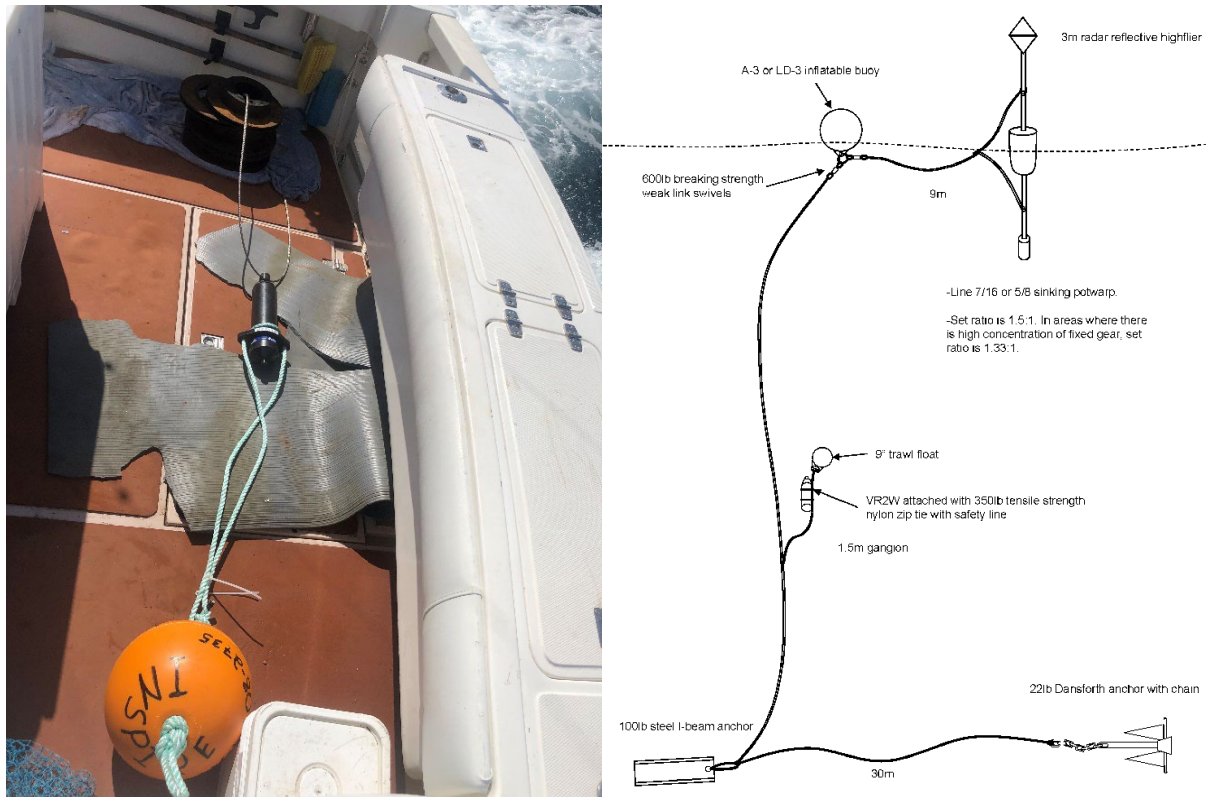 3m radar reflective highflier
A-3 or LD-3 inflatable buoy
600lb breaking strength
weak link swivels
9m
-Line 7/16 or 5/8 sinking potwarp.
-Set ratio is 1.5:1. In areas where there
is high concentration of fixed gear, set
ratio is 1.33:1.
9" trawl float
VR2W attached with 350lb tensile strength
nylon zip tie with safety line
1.5m gangion
22lb Dansforth anchor with chain
100lb steel I-beam anchor
30m